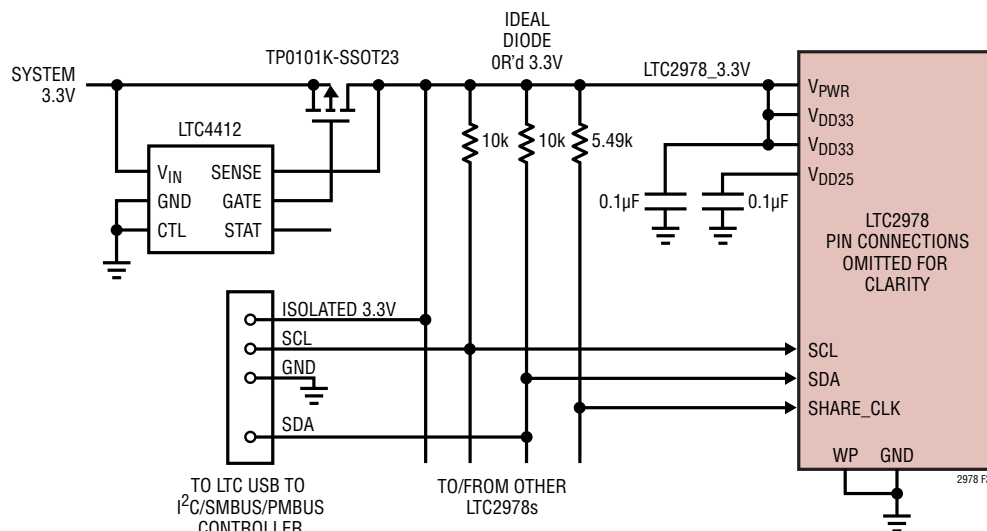 IDEAL
DIODE
OR'd 3.3V
TP0101K-SSOT23
SYSTEM
3.3V
LTC2978_3.3V
LTC4412
VIN
SENSE
GND
GATE
CTL
STAT
10k
10k
5.49k
0.1µF
0.1µF
VPWR
VDD33
VDD33
VDD25
LTC2978
PIN CONNECTIONS
OMITTED FOR
CLARITY
ISOLATED 3.3V
SCL
GND
SDA
SCL
SDA
SHARE_CLK
WP
GND
TO LTC USB TO
I2C/SMBUS/PMBUS
CONTROLLER
TO/FROM OTHER
LTC2978s
2978